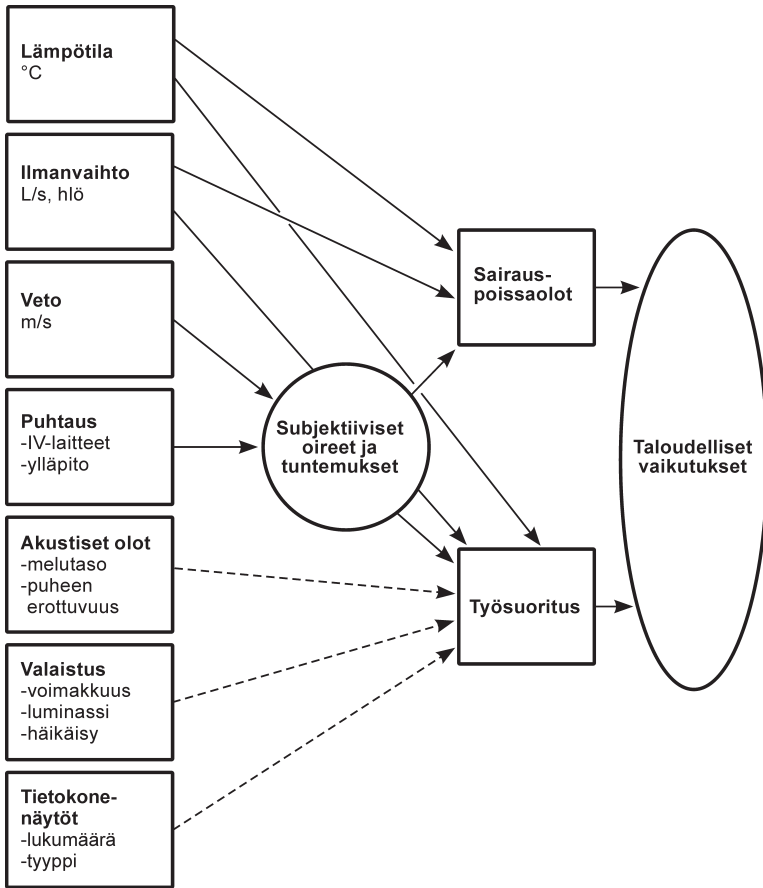 Lämpötila
°C
Ilmanvaihto
L/s, hlö
Veto
m/s
Puhtaus
-IV-laitteet
-ylläpito
Akustiset olot
-melutaso
-puheen
erottuvuus
Valaistus
-voimakkuus
-luminassi
-häikäisy
Tietokone-
näytöt
-lukumäärä
-tyyppi
Subjektiiviset
oireet ja
tuntemukset
Sairaus-
poissaolot
Työsuoritus
Taloudelliset
vaikutukset